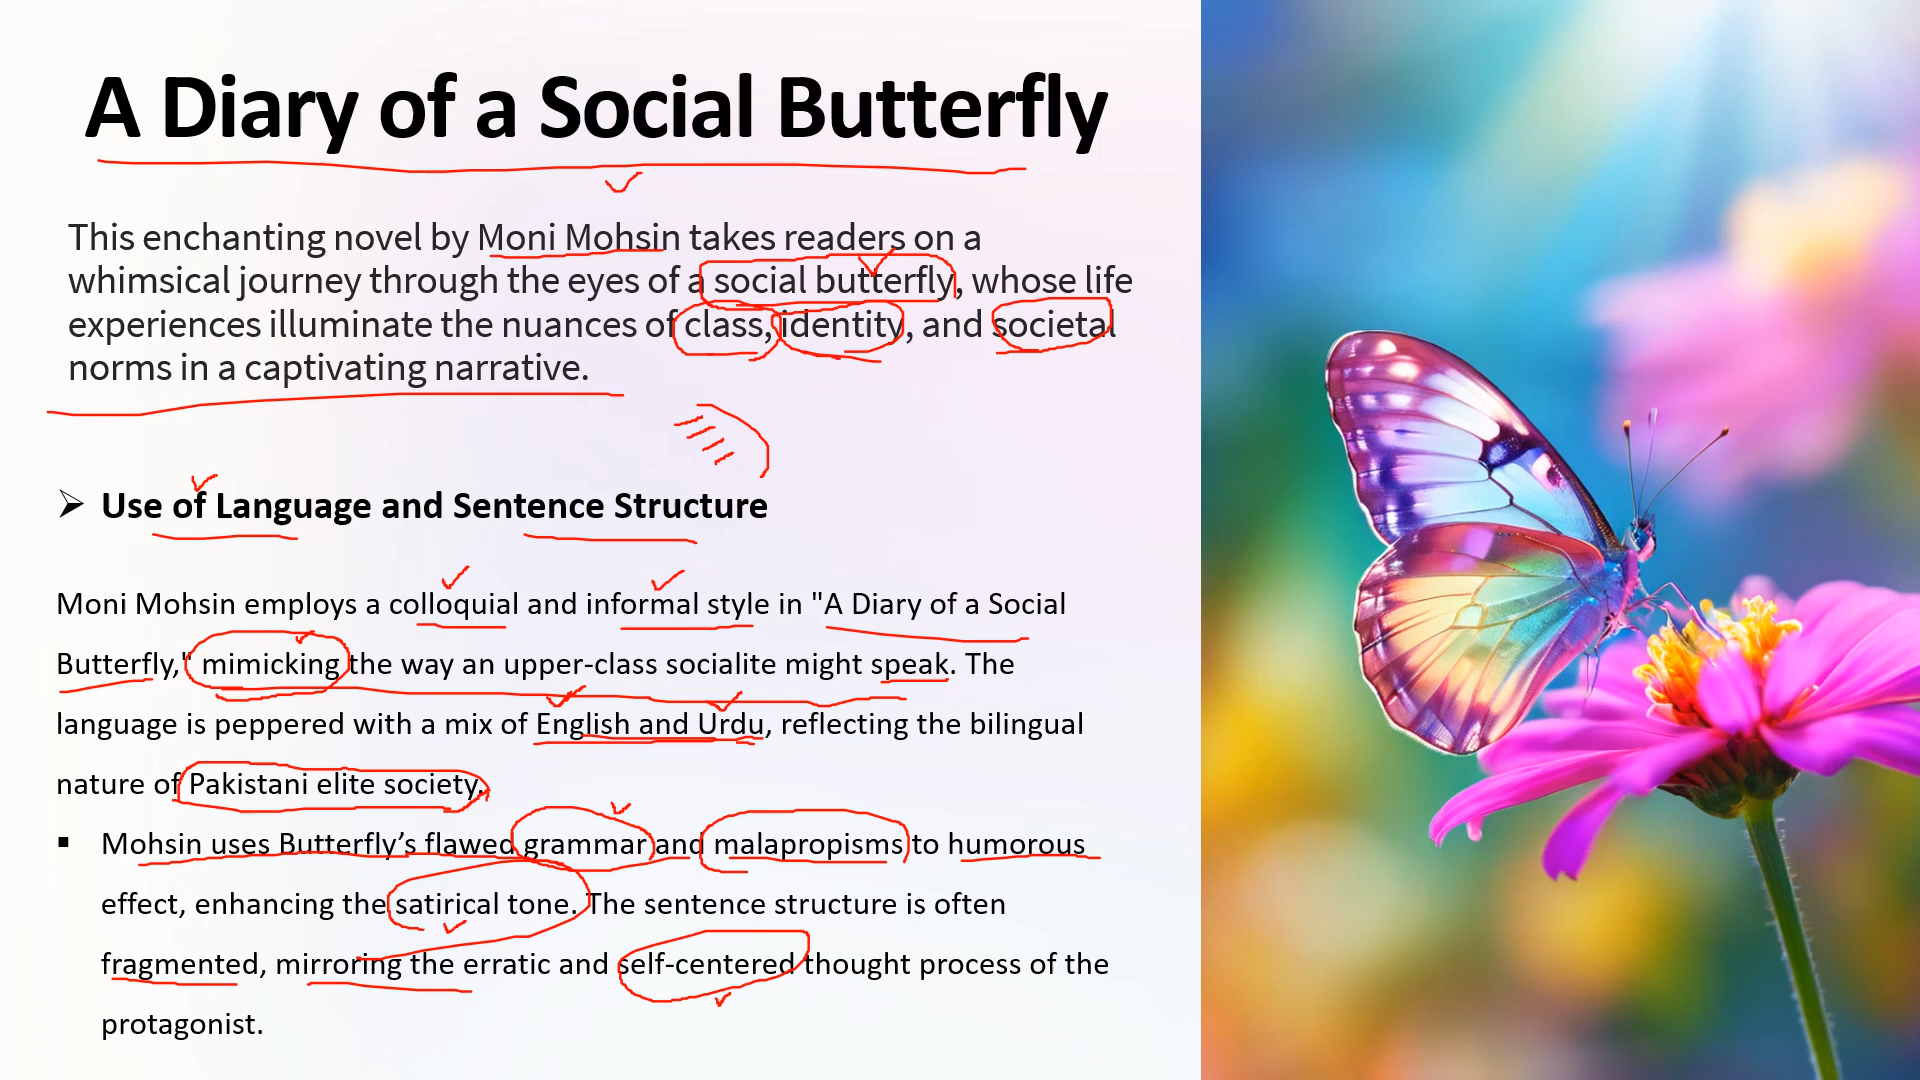 A Diary of a Social Butterfly
This enchanting novel by Moni Mohsin takes readers on a
whimsical journey through the eyes of a social butterfly, whose life
experiences illuminate the nuances of class, identity, and societal
norms in a captivating narrative.
➢ Use of Language and Sentence Structure
Moni Mohsin employs a colloquial and informal style in "A Diary of a Social
Butterfly," mimicking the way an upper-class socialite might speak. The
language is peppered with a mix of English and Urdu, reflecting the bilingual
nature of Pakistani elite society.
▪ Mohsin uses Butterfly’s flawed grammar and malapropisms to humorous
effect, enhancing the satirical tone. The sentence structure is often
fragmented, mirroring the erratic and self-centered thought process of the
protagonist.